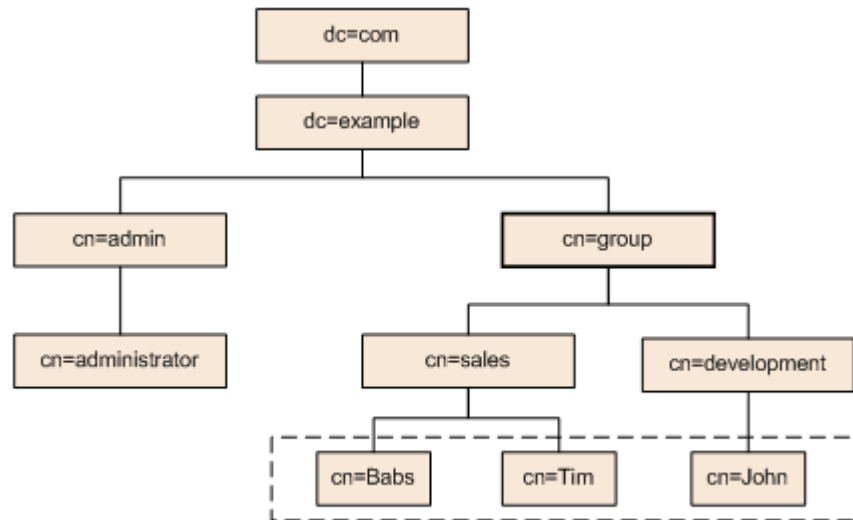 dc=com
dc=example
cn=admin
cn=group
cn=administrator
cn=sales
cn=development
cn=Babs
cn=Tim
cn=John